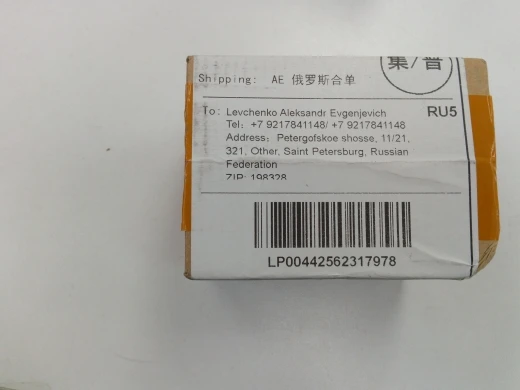 集/普
Shipping: AE 俄罗斯合单
To: Levchenko Aleksandr Evgenjevich
RU5
Tel: +7 9217841148/ +7 9217841148
Address: Petergofskoe shosse, 11/21,
321, Other, Saint Petersburg, Russian
Federation
ZIP: 198328
LP00442562317978